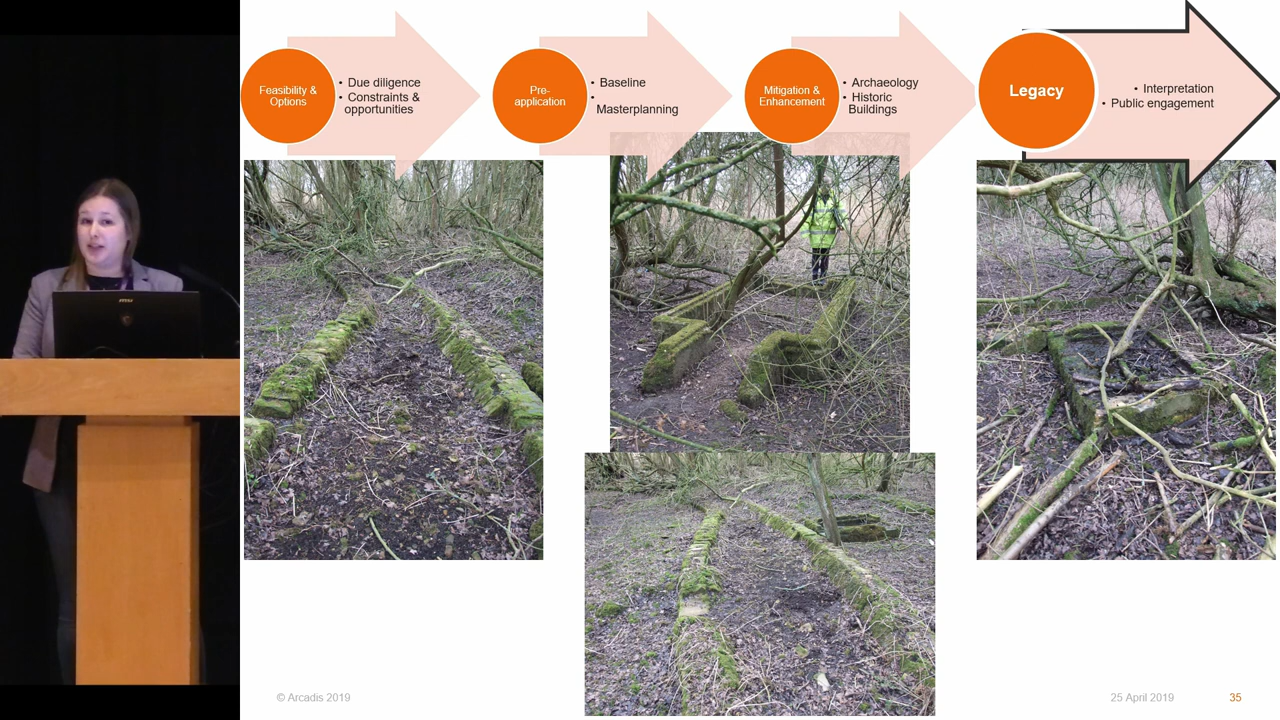 Feasibility &
Options
• Due diligence
• Constraints &
opportunities
Pre-
application
• Baseline
•
Masterplanning
Mitigation &
Enhancement
• Archaeology
• Historic
Buildings
Legacy
• Interpretation
• Public engagement
msi
© Arcadis 2019
25 April 2019
35